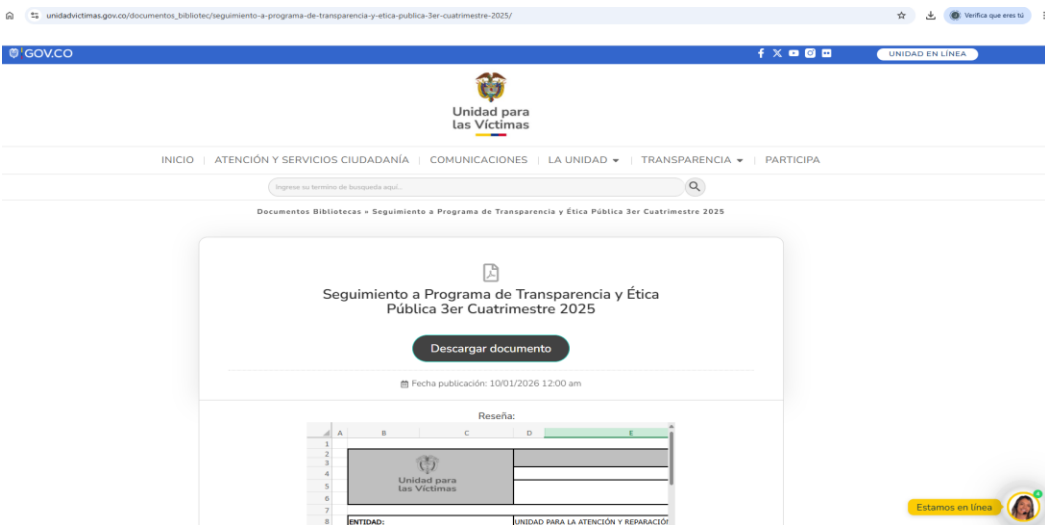 unidadvictimas.gov.co/documentos_bibliotec/seguimiento-a-programa-de-transparencia-y-etica-publica-3er-cuatrimestre-2025/
Verifica que eres tú
GOV.CO
UNIDAD EN LÍNEA
Unidad para
las Víctimas
INICIO
ATENCIÓN Y SERVICIOS CIUDADANÍA
COMUNICACIONES
LA UNIDAD
TRANSPARENCIA
PARTICIPA
Ingrese su termino de busqueda aquí...
Documentos Bibliotecas » Seguimiento a Programa de Transparencia y Ética Pública 3er Cuatrimestre 2025
Seguimiento a Programa de Transparencia y Ética
Pública 3er Cuatrimestre 2025
Descargar documento
Fecha publicación: 10/01/2026 12:00 am
Reseña:
A B C D E
1
2
3
4
5
6
7
8
Unidad para
las Víctimas
ENTIDAD: UNIDAD PARA LA ATENCIÓN Y REPARACIÓN
Estamos en línea